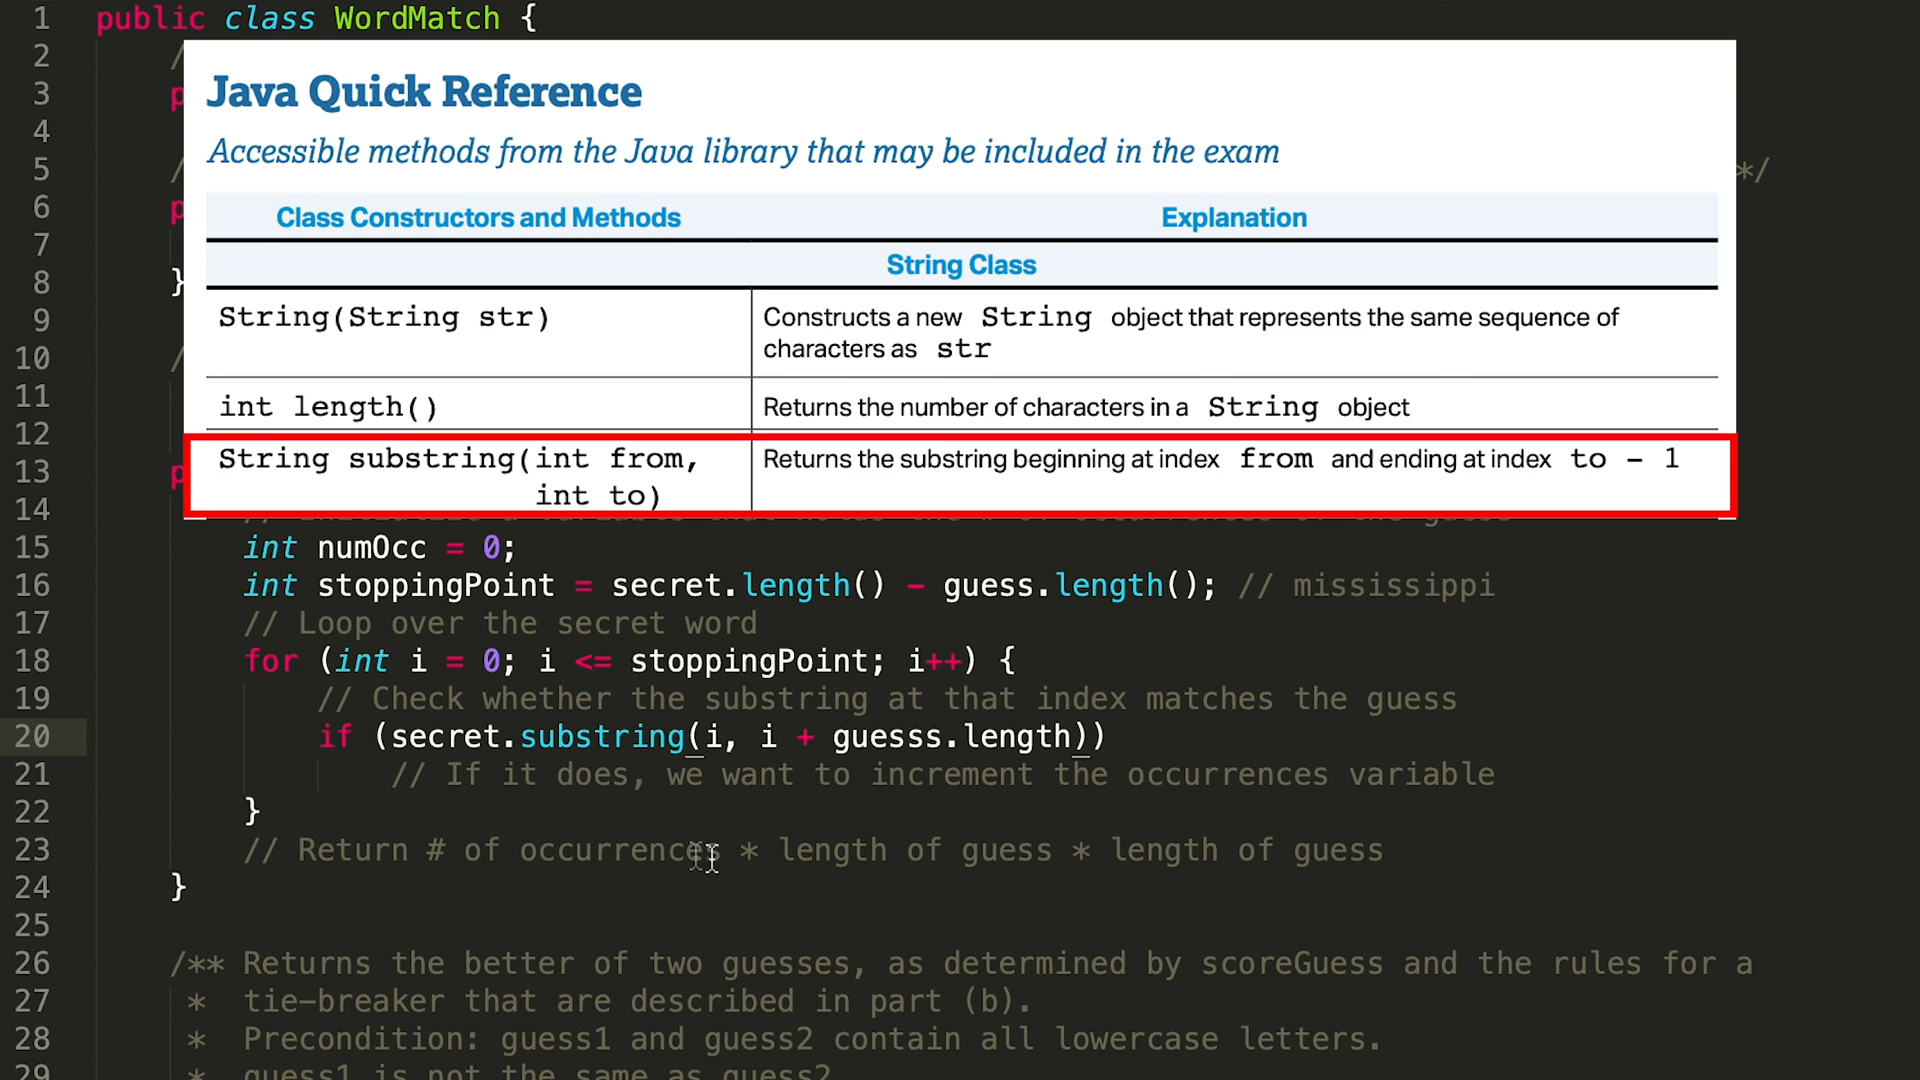 1 public class WordMatch {
2 /
Java Quick Reference
3 p
Accessible methods from the Java library that may be included in the exam
4
5 / */
6 p
Class Constructors and Methods Explanation
7
String Class
8 }
9
String(String str) Constructs a new String object that represents the same sequence of
characters as str
10 /
11
int length() Returns the number of characters in a String object
12
String substring(int from, Returns the substring beginning at index from and ending at index to - 1
13 p
int to)
14
15 int numOcc = 0;
16 int stoppingPoint = secret.length() - guess.length(); // mississippi
17 // Loop over the secret word
18 for (int i = 0; i <= stoppingPoint; i++) {
19 // Check whether the substring at that index matches the guess
20 if (secret.substring(i, i + guesss.length))
21 // If it does, we want to increment the occurrences variable
22 }
23 // Return # of occurrences * length of guess * length of guess
24 }
25
26 /** Returns the better of two guesses, as determined by scoreGuess and the rules for a
27 * tie-breaker that are described in part (b).
28 * Precondition: guess1 and guess2 contain all lowercase letters.
29 * guess1 is not the same as guess2